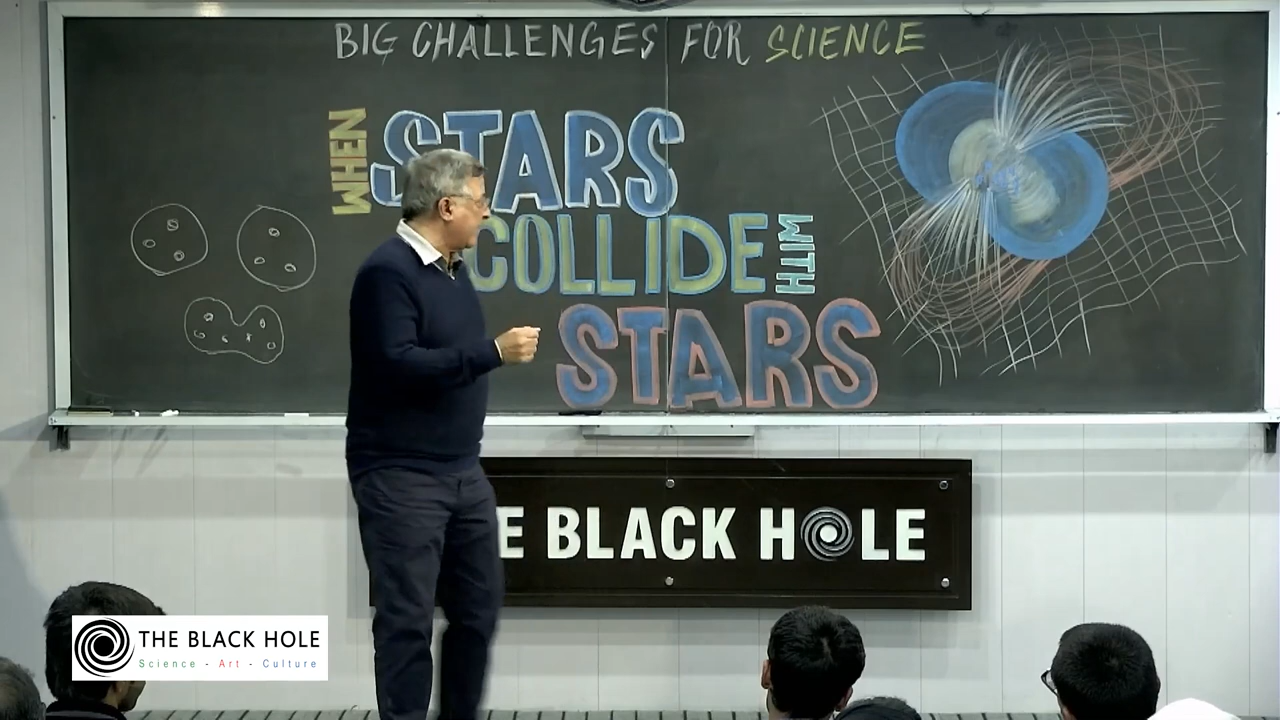 BIG CHALLENGES FOR SCIENCE
WHEN
STARS
COLLIDE
WITH
STARS
E BLACK HOLE
THE BLACK HOLE
Science - Art - Culture